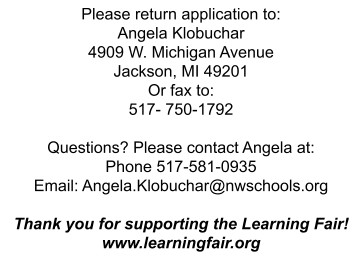 Please return application to:
Angela Klobuchar
4909 W. Michigan Avenue
Jackson, MI 49201
Or fax to:
517- 750-1792
Questions? Please contact Angela at:
Phone 517-581-0935
Email: Angela.Klobuchar@nwschools.org
Thank you for supporting the Learning Fair!
www.learningfair.org